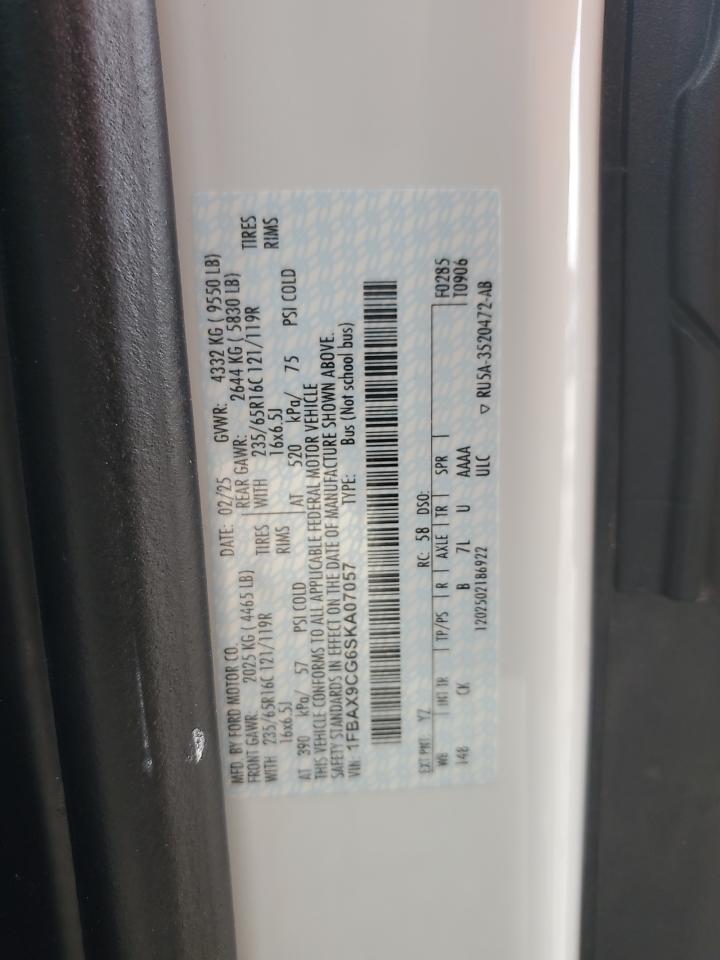 MFD. BY FORD MOTOR CO.
DATE: 02/25 GVWR: 4332 KG ( 9550 LB)
FRONT GAWR: 2025 KG ( 4465 LB) REAR GAWR: 2644 KG ( 5830 LB)
WITH 235/65R16C 121/119R TIRES WITH 235/65R16C 121/119R TIRES
16x6.5J RIMS 16x6.5J RIMS
AT 390 kPa/ 57 PSI COLD AT 520 kPa/ 75 PSI COLD
THIS VEHICLE CONFORMS TO ALL APPLICABLE FEDERAL MOTOR VEHICLE
SAFETY STANDARDS IN EFFECT ON THE DATE OF MANUFACTURE SHOWN ABOVE.
VIN: 1FBAX9CG6SKA07057 TYPE: Bus (Not school bus)
EXT PNT: YZ RC: 58 DSO: F0285
WB INT TR TP/PS R AXLE TR SPR T0906
148 CK B 7L U AAAA
1202502186922 ULC ▽ RU5A-3520472-AB